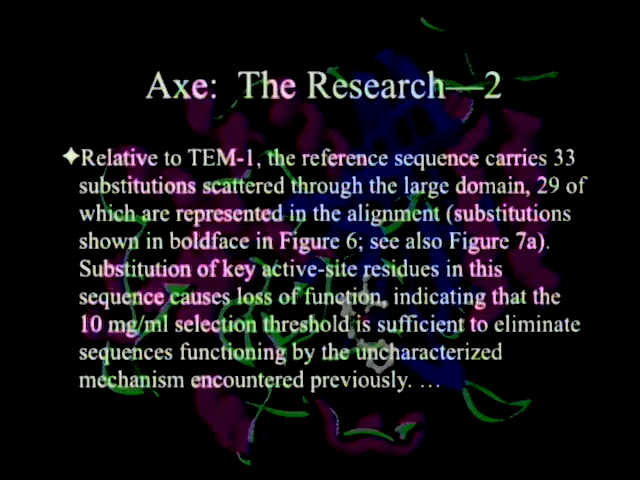 Axe: The Research—2
Relative to TEM-1, the reference sequence carries 33
substitutions scattered through the large domain, 29 of
which are represented in the alignment (substitutions
shown in boldface in Figure 6; see also Figure 7a).
Substitution of key active-site residues in this
sequence causes loss of function, indicating that the
10 mg/ml selection threshold is sufficient to eliminate
sequences functioning by the uncharacterized
mechanism encountered previously. …